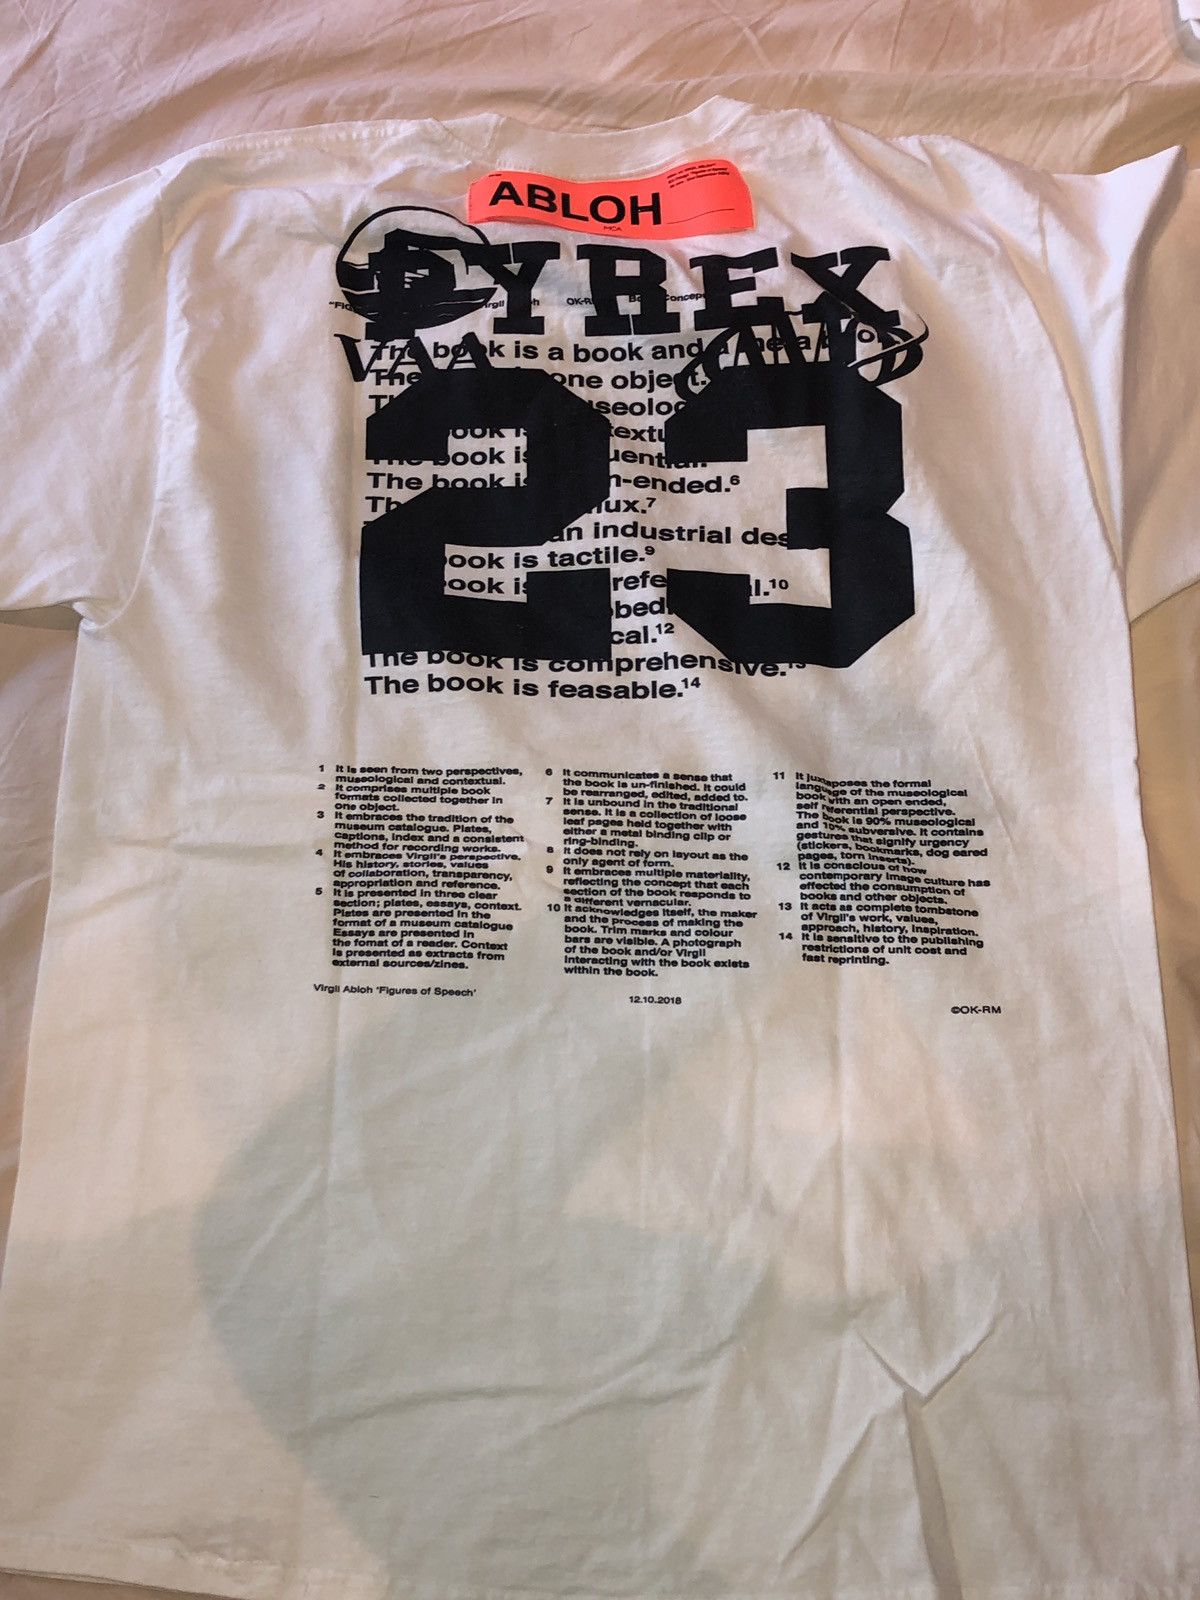 ABLOH
MCA
PYREX
VAA
23
The book is a book and
one object.
The book is
The book is
The book is
is tactile.⁹
an industrial
The book is comprehensive.¹³
The book is feasable.¹⁴
1 It is seen from two perspectives,
museological and contextual.
2 It comprises multiple book
formats collected together in
one object.
3 It embraces the tradition of the
museum catalogue. Plates,
captions, index and a consistent
method for recording works.
4 It embraces Virgil's perspective.
His history, stories, values
of collaboration, transparency,
appropriation and reference.
5 It is presented in three clear
section; plates, essays, context.
Plates are presented in the
format of a museum catalogue
Essays are presented in
the fomat of a reader. Context
is presented as extracts from
external sources/zines.
6 It communicates a sense that
the book is un-finished. It could
be rearranged, edited, added to.
7 It is unbound in the traditional
sense. It is a collection of loose
leaf pages held together with
either a metal binding clip or
ring-binding.
8 It does not rely on layout as the
only agent of form.
9 It embraces multiple materiality,
reflecting the concept that each
section of the book responds to
a different vernacular.
10 It acknowledges itself, the maker
and the process of making the
book. Trim marks and colour
bars are visible. A photograph
of the book and/or Virgil
interacting with the book exists
within the book.
11 It juxtaposes the formal
language of the museological
book with an open ended,
self referential perspective.
The book is 90% museological
and 10% subversive. It contains
gestures that signify urgency
(stickers, bookmarks, dog eared
pages, torn inserts).
12 It is conscious of how
contemporary image culture has
effected the consumption of
books and other objects.
13 It acts as complete tombstone
of Virgil's work, values,
approach, history, inspiration.
14 It is sensitive to the publishing
restrictions of unit cost and
fast reprinting.
Virgil Abloh 'Figures of Speech'
12.10.2018
©OK-RM